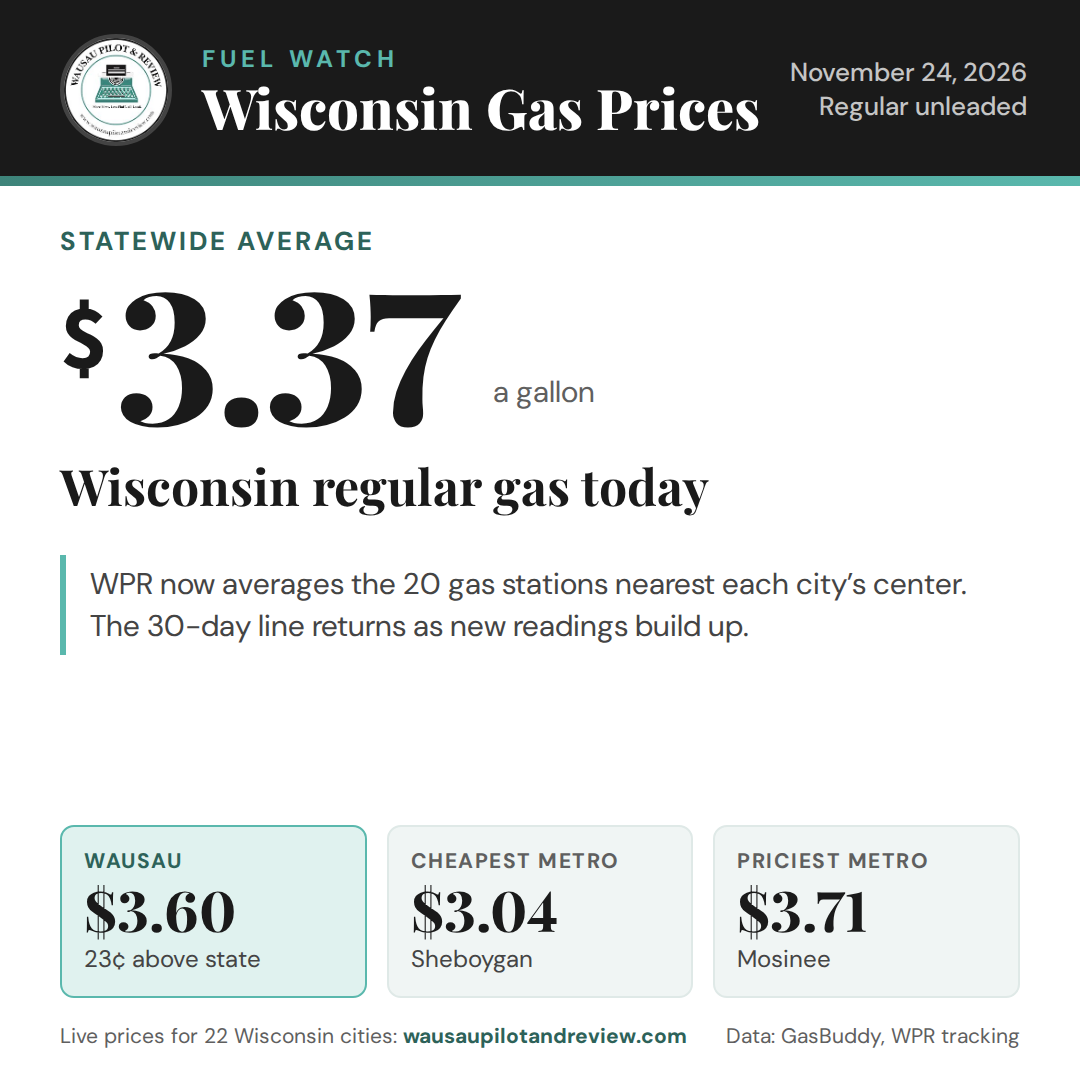 WAUSAU PILOT & REVIEW
www.wausaupilotandreview.com
FUEL WATCH
Wisconsin Gas Prices
November 24, 2026
Regular unleaded
STATEWIDE AVERAGE
$3.37 a gallon
Wisconsin regular gas today
WPR now averages the 20 gas stations nearest each city’s center.
The 30-day line returns as new readings build up.
WAUSAU
$3.60
23¢ above state
CHEAPEST METRO
$3.04
Sheboygan
PRICIEST METRO
$3.71
Mosinee
Live prices for 22 Wisconsin cities: wausaupilotandreview.com
Data: GasBuddy, WPR tracking